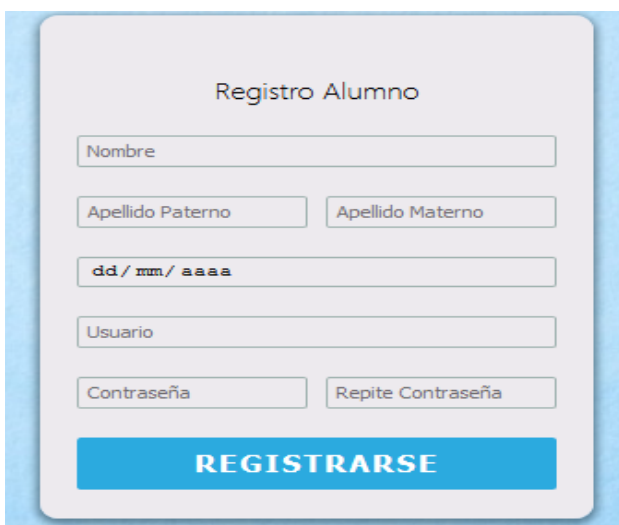 Registro Alumno
Nombre
Apellido Paterno Apellido Materno
dd/mm/aaaa
Usuario
Contraseña Repite Contraseña
REGISTRARSE